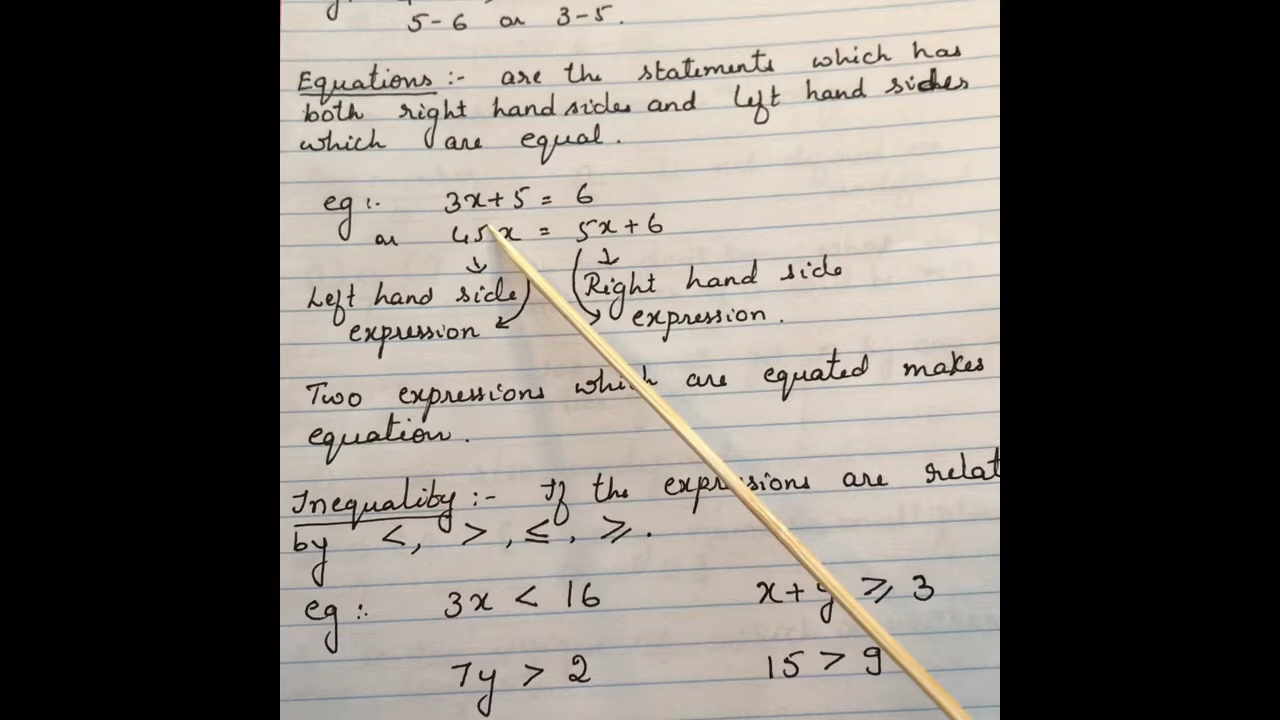 5-6 or 3-5.
Equations :- are the statements which has
both right hand sides and left hand sides
which are equal.
eg :- 3x+5 = 6
or 45x = 5x+6
Left hand side Right hand side
expression expression.
Two expressions which are equated makes
equation.
Inequality :- If the expressions are relat
by <, >, ≤, ≥.
eg :- 3x < 16 x+y ≥ 3
7y > 2 15 > 9